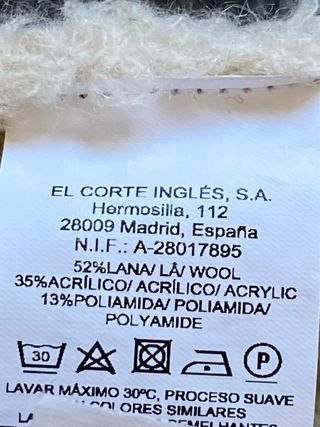 EL CORTE INGLÉS, S.A.
Hermosilla, 112
28009 Madrid, España
N.I.F.: A-28017895
52%LANA/ LÃ/ WOOL
35%ACRÍLICO/ ACRÍLICO/ ACRYLIC
13%POLIAMIDA/ POLIAMIDA/
POLYAMIDE
30 P
LAVAR MÁXIMO 30ºC, PROCESO SUAVE
COLORES SIMILARES